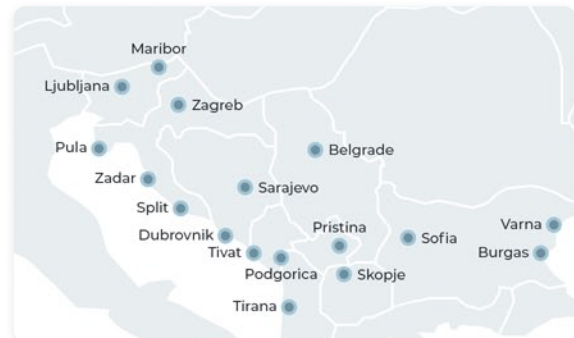 Maribor
Ljubljana
Zagreb
Pula
Belgrade
Zadar
Sarajevo
Split
Dubrovnik
Pristina
Varna
Tivat
Sofia
Burgas
Podgorica
Skopje
Tirana